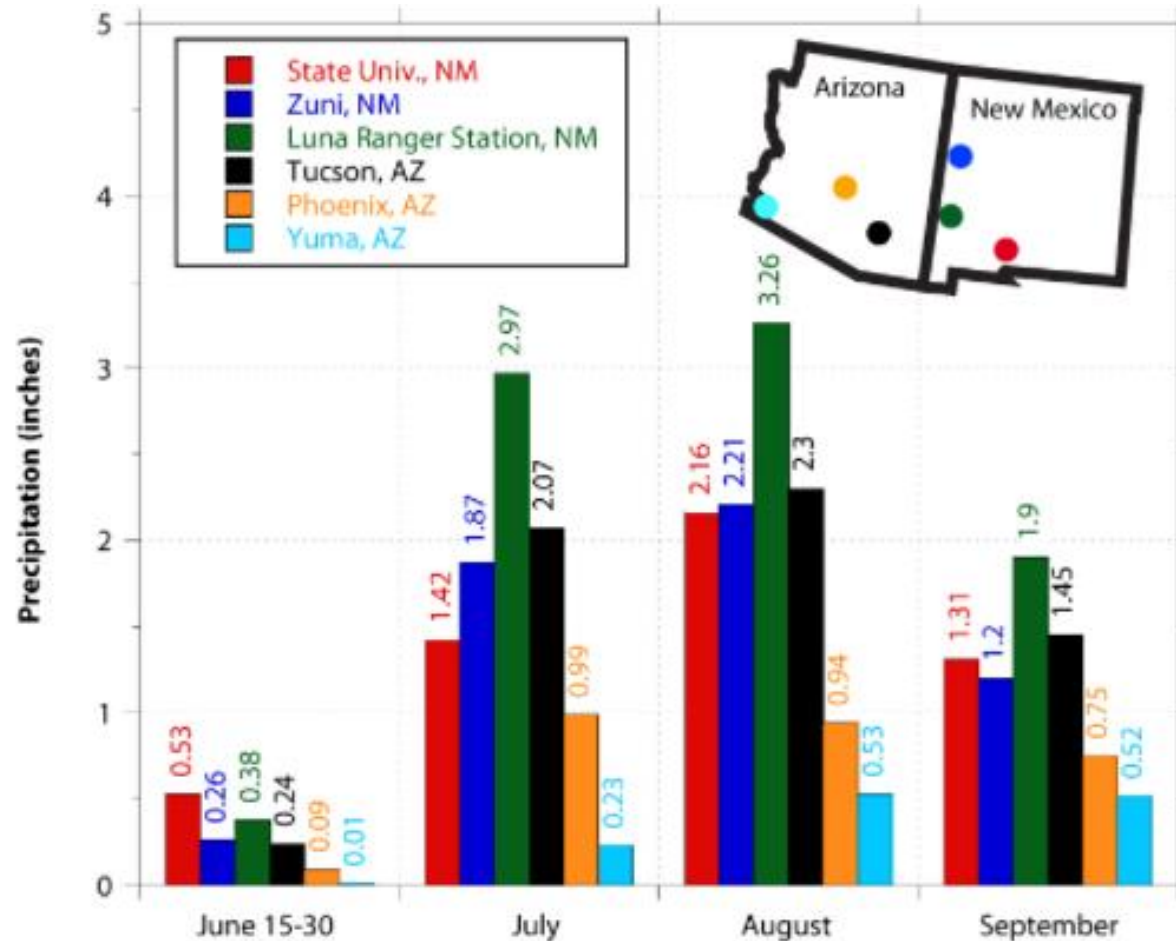 5
State Univ., NM
Zuni, NM
Luna Ranger Station, NM
Tucson, AZ
Phoenix, AZ
Yuma, AZ
Arizona
New Mexico
4
3
2
1
0
Precipitation (inches)
0.53
0.26
0.38
0.24
0.09
0.01
1.42
1.87
2.97
2.07
0.99
0.23
2.16
2.21
3.26
2.3
0.94
0.53
1.31
1.2
1.9
1.45
0.75
0.52
June 15-30
July
August
September